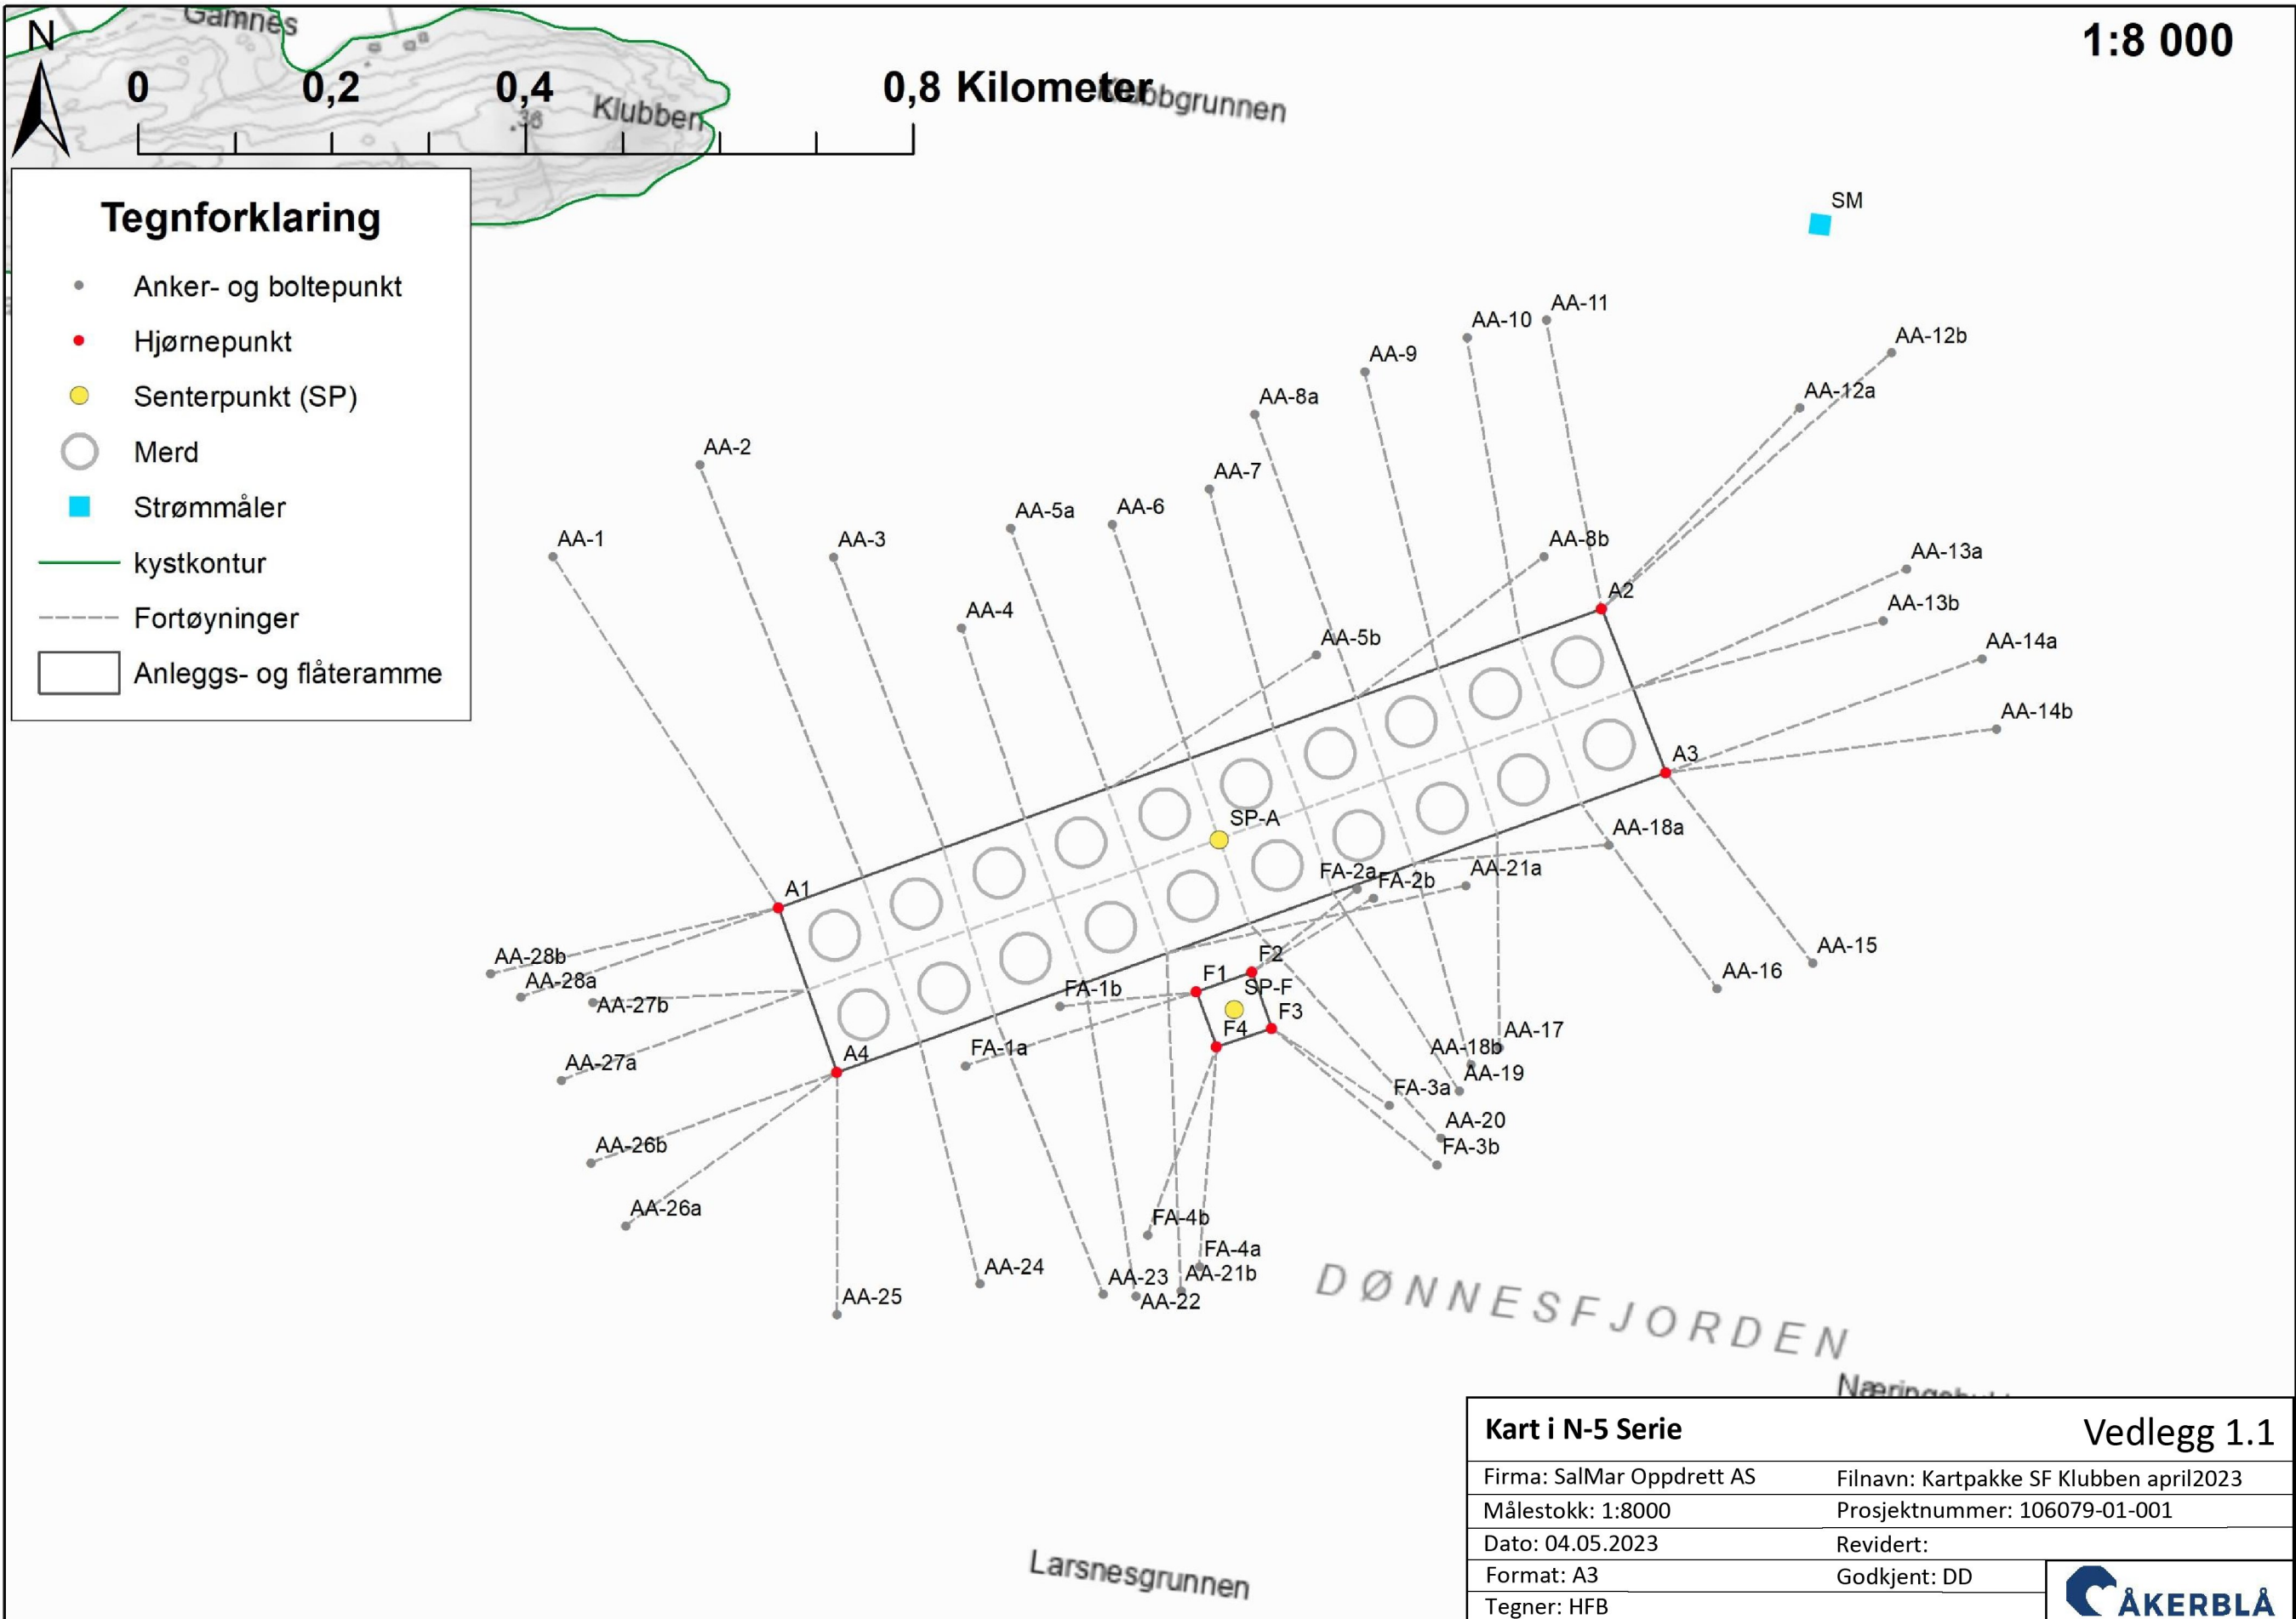 Gamnes
N
1:8 000
0 0,2 0,4 0,8 Kilometer
Klubben
.36
SM
Tegnforklaring
Anker- og boltepunkt
Hjørnepunkt
Senterpunkt (SP)
Merd
Strømmåler
kystkontur
Fortøyninger
Anleggs- og flåteramme
AA-11
AA-10
AA-12b
AA-9
AA-12a
AA-8a
AA-2
AA-7
AA-6
AA-5a
AA-1
AA-3
AA-8b
AA-13a
A2
AA-13b
AA-4
AA-5b
AA-14a
AA-14b
A3
SP-A
AA-18a
FA-2a
FA-2b
AA-21a
A1
AA-15
F2
AA-28b
AA-28a
AA-16
F1
SP-F
FA-1b
AA-27b
F3
F4
AA-17
AA-18b
FA-1a
A4
AA-27a
AA-19
FA-3a
AA-20
AA-26b
FA-3b
AA-26a
FA-4b
FA-4a
AA-24
AA-23
AA-21b
AA-25
AA-22
DØNNESFJORDEN
Kart i N-5 Serie
Vedlegg 1.1
Firma: SalMar Oppdrett AS
Filnavn: Kartpakke SF Klubben april2023
Målestokk: 1:8000
Prosjektnummer: 106079-01-001
Dato: 04.05.2023
Revidert:
Format: A3
Godkjent: DD
Tegner: HFB
ÅKERBLÅ
Larsnesgrunnen